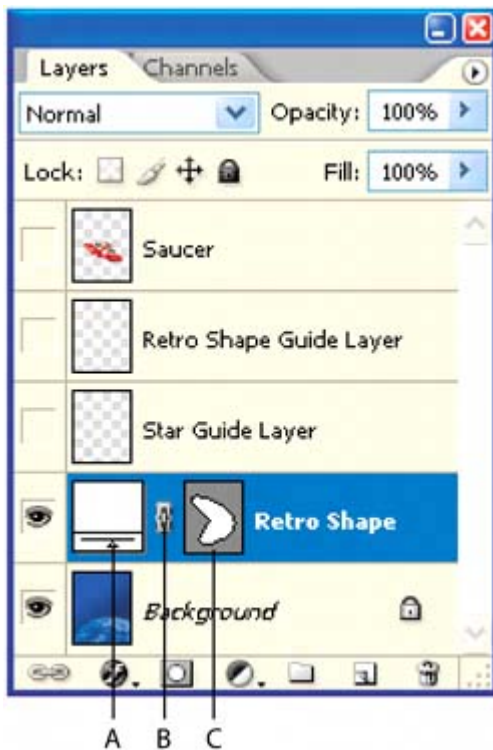 Layers Channels
Normal Opacity: 100%
Lock: Fill: 100%
Saucer
Retro Shape Guide Layer
Star Guide Layer
Retro Shape
Background
A B C